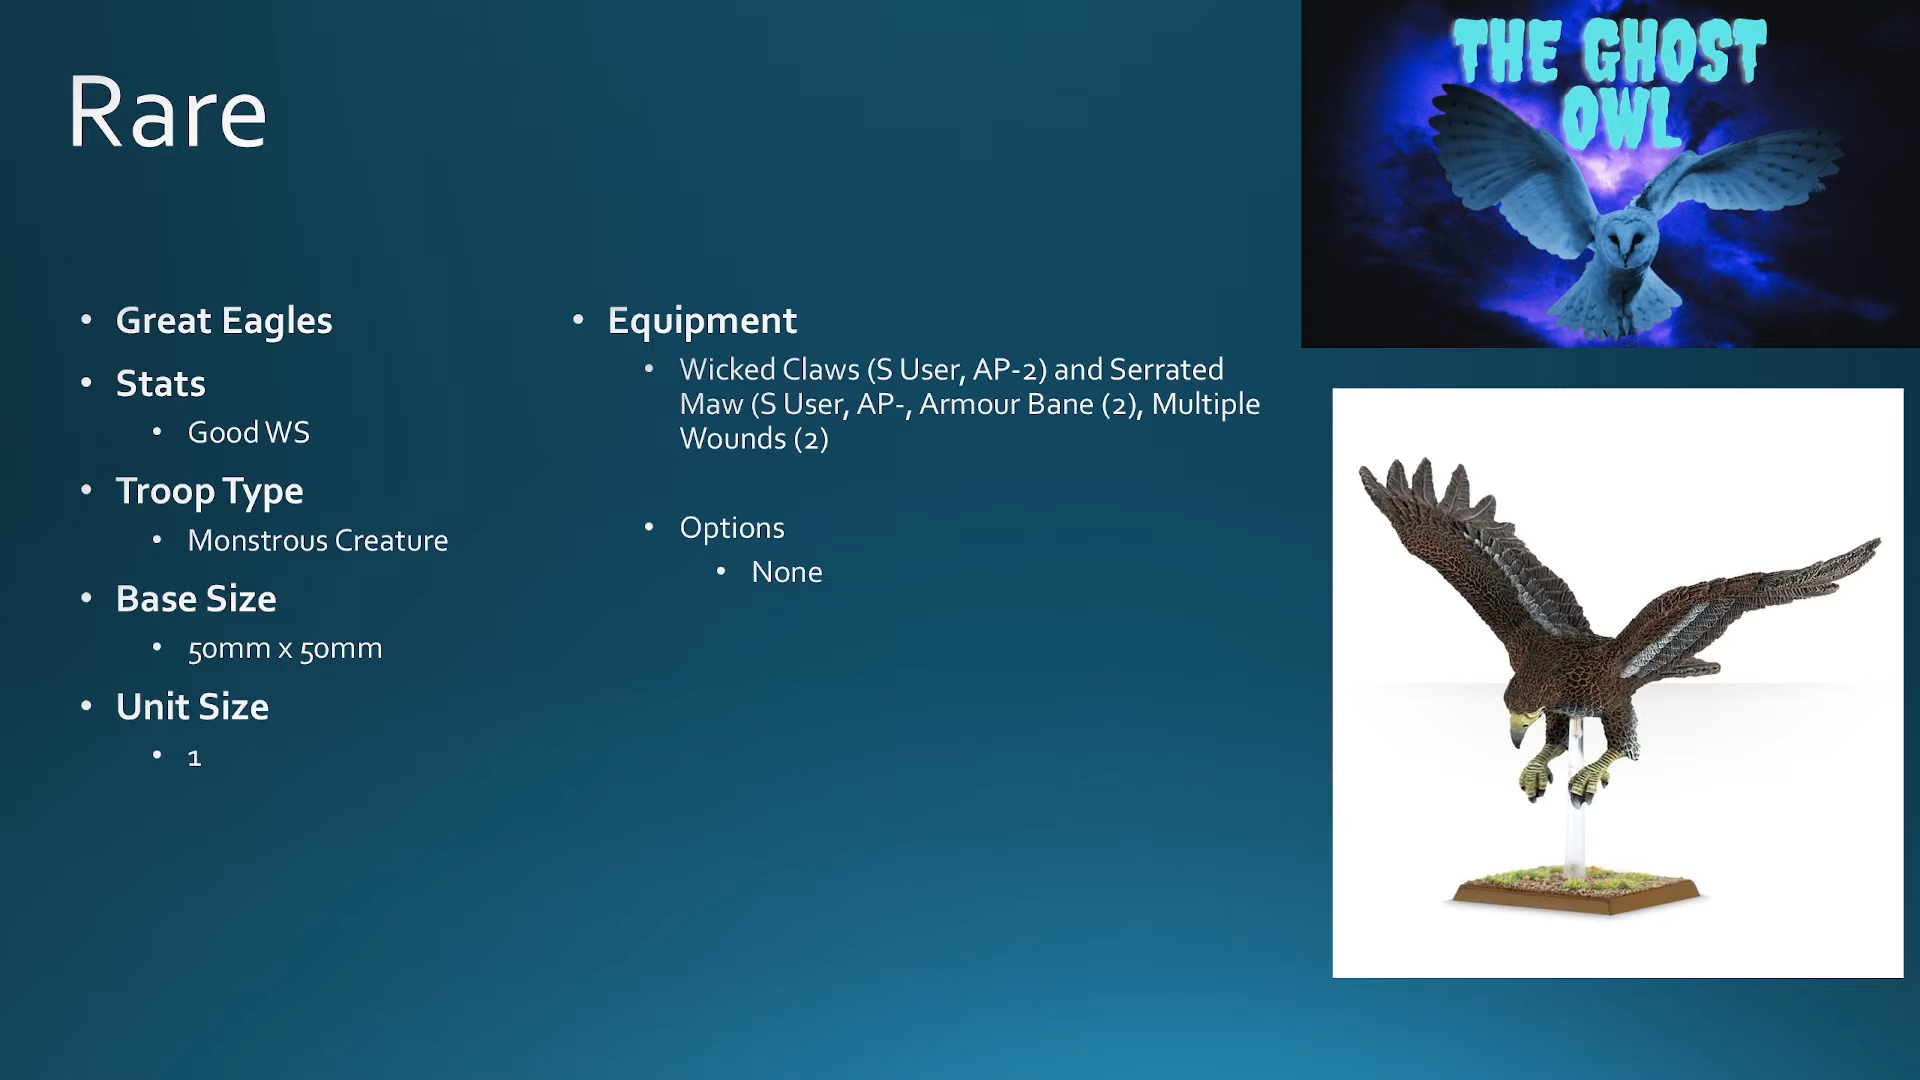 Rare
THE GHOST
OWL
• Great Eagles
• Stats
• Good WS
• Troop Type
• Monstrous Creature
• Base Size
• 50mm x 50mm
• Unit Size
• 1
• Equipment
• Wicked Claws (S User, AP-2) and Serrated
Maw (S User, AP-, Armour Bane (2), Multiple
Wounds (2)
• Options
• None